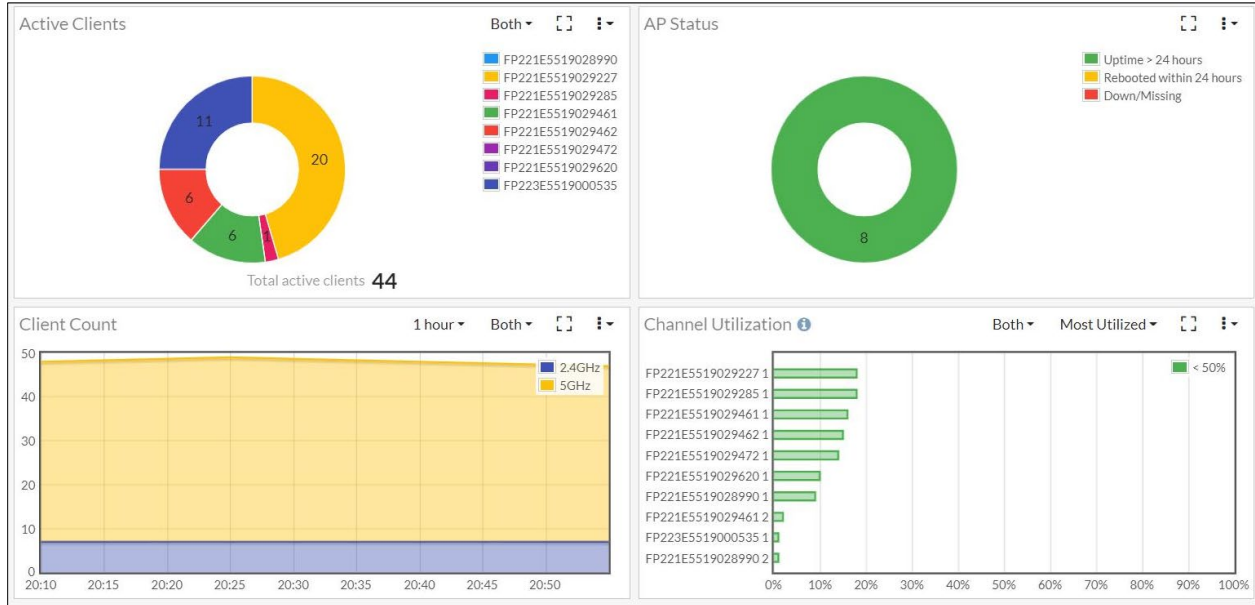 Active Clients
Both
FP221E5519028990
FP221E5519029227
FP221E5519029285
FP221E5519029461
FP221E5519029462
FP221E5519029472
FP221E5519029620
FP223E5519000535
11
20
6
6
1
Total active clients 44
AP Status
Uptime > 24 hours
Rebooted within 24 hours
Down/Missing
8
Client Count
1 hour
Both
50
40
30
20
10
0
2.4GHz
5GHz
20:10 20:15 20:20 20:25 20:30 20:35 20:40 20:45 20:50
Channel Utilization
Both
Most Utilized
< 50%
FP221E5519029227 1
FP221E5519029285 1
FP221E5519029461 1
FP221E5519029462 1
FP221E5519029472 1
FP221E5519029620 1
FP221E5519028990 1
FP221E5519029461 2
FP223E5519000535 1
FP221E5519028990 2
0% 10% 20% 30% 40% 50% 60% 70% 80% 90% 100%